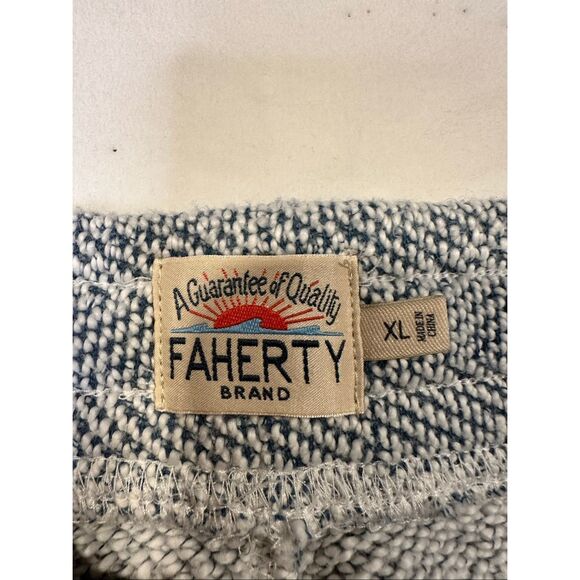 A Guarantee of Quality
FAHERTY
BRAND
XL
MADE IN
CHINA